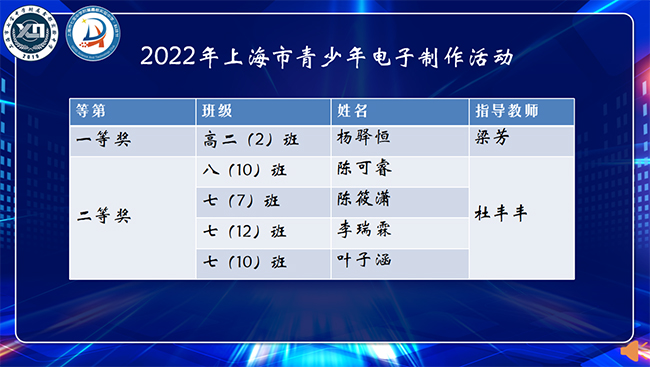 2022年上海市青少年电子制作活动
等第 班级 姓名 指导教师
一等奖 高二（2）班 杨驿恒 梁芳
八（10）班 陈可睿
七（7）班 陈筱潇
二等奖 杜丰丰
七（12）班 李瑞霖
七（10）班 叶子涵
2019